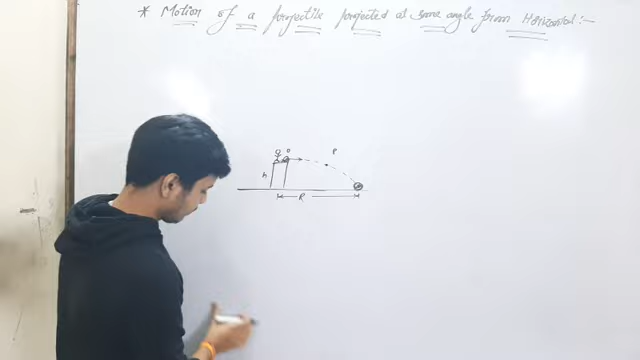 * Motion of a projectile projected at some angle from Horizontal :-
o P
h
R